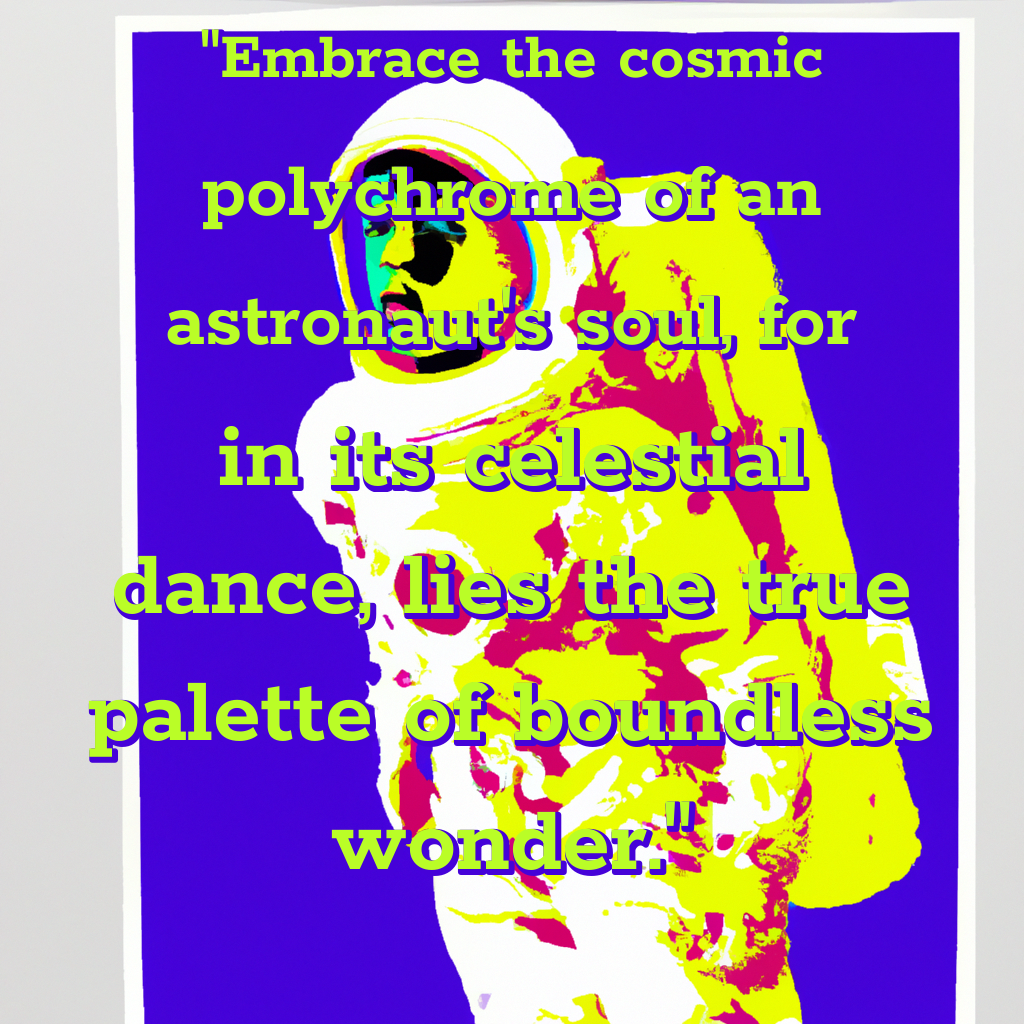 "Embrace the cosmic
polychrome of an
astronaut's soul, for
in its celestial
dance, lies the true
palette of boundless
wonder."